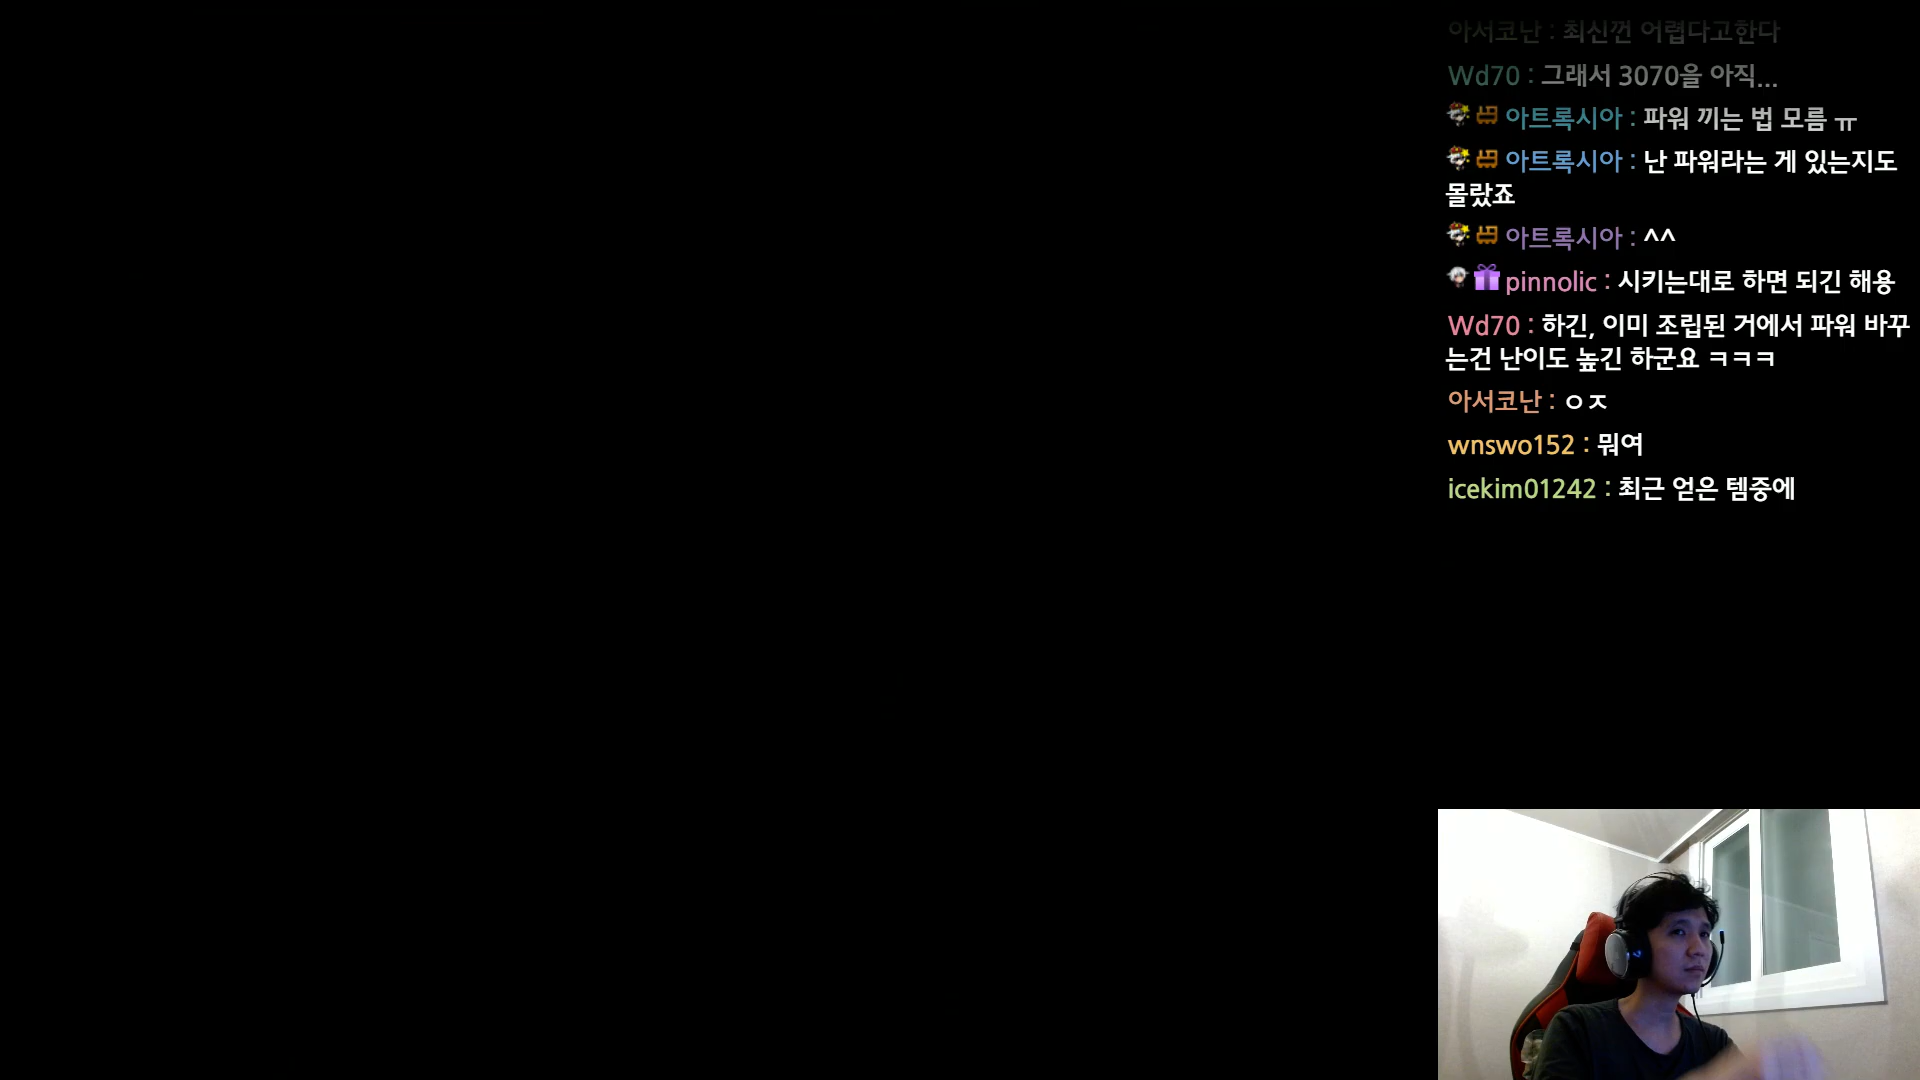 아서코난 : 최신껀 어렵다고한다
Wd70 : 그래서 3070을 아직...
아트록시아 : 파워 끼는 법 모름 ㅠ
아트록시아 : 난 파워라는 게 있는지도
몰랐죠
아트록시아 : ^^
pinnolic : 시키는대로 하면 되긴 해용
Wd70 : 하긴, 이미 조립된 거에서 파워 바꾸
는건 난이도 높긴 하군요 ㅋㅋㅋ
아서코난 : ㅇㅈ
wnswo152 : 뭐여
icekim01242 : 최근 얻은 템중에